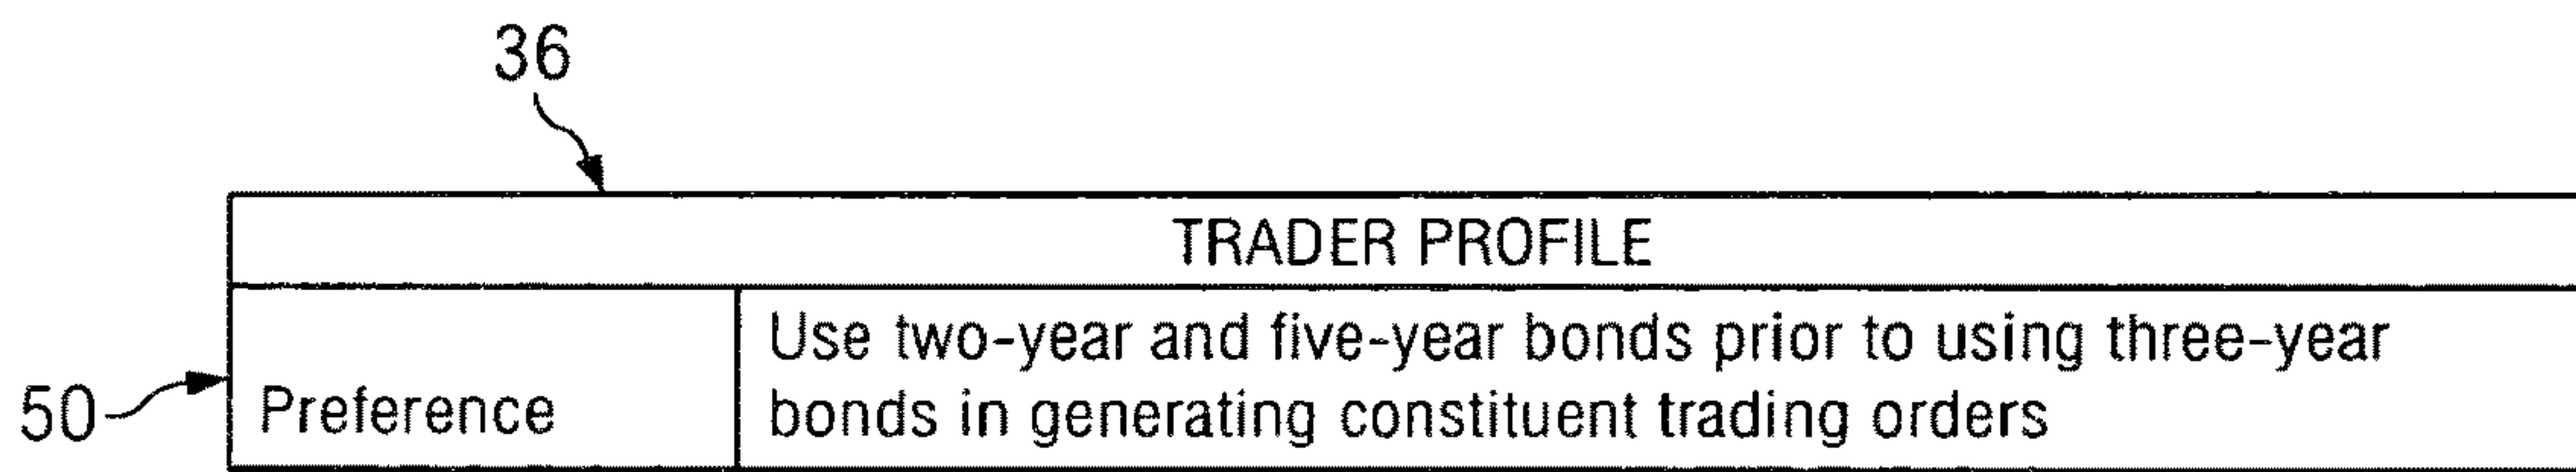 36
TRADER PROFILE
Use two-year and five-year bonds prior to using three-year
50 Preference bonds in generating constituent trading orders